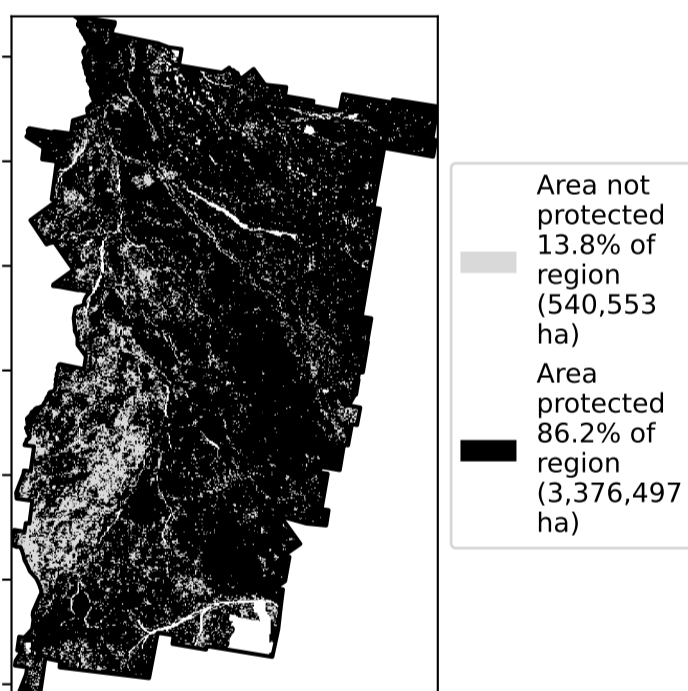 Area not
protected
13.8% of
region
(540,553
ha)
Area
protected
86.2% of
region
(3,376,497
ha)